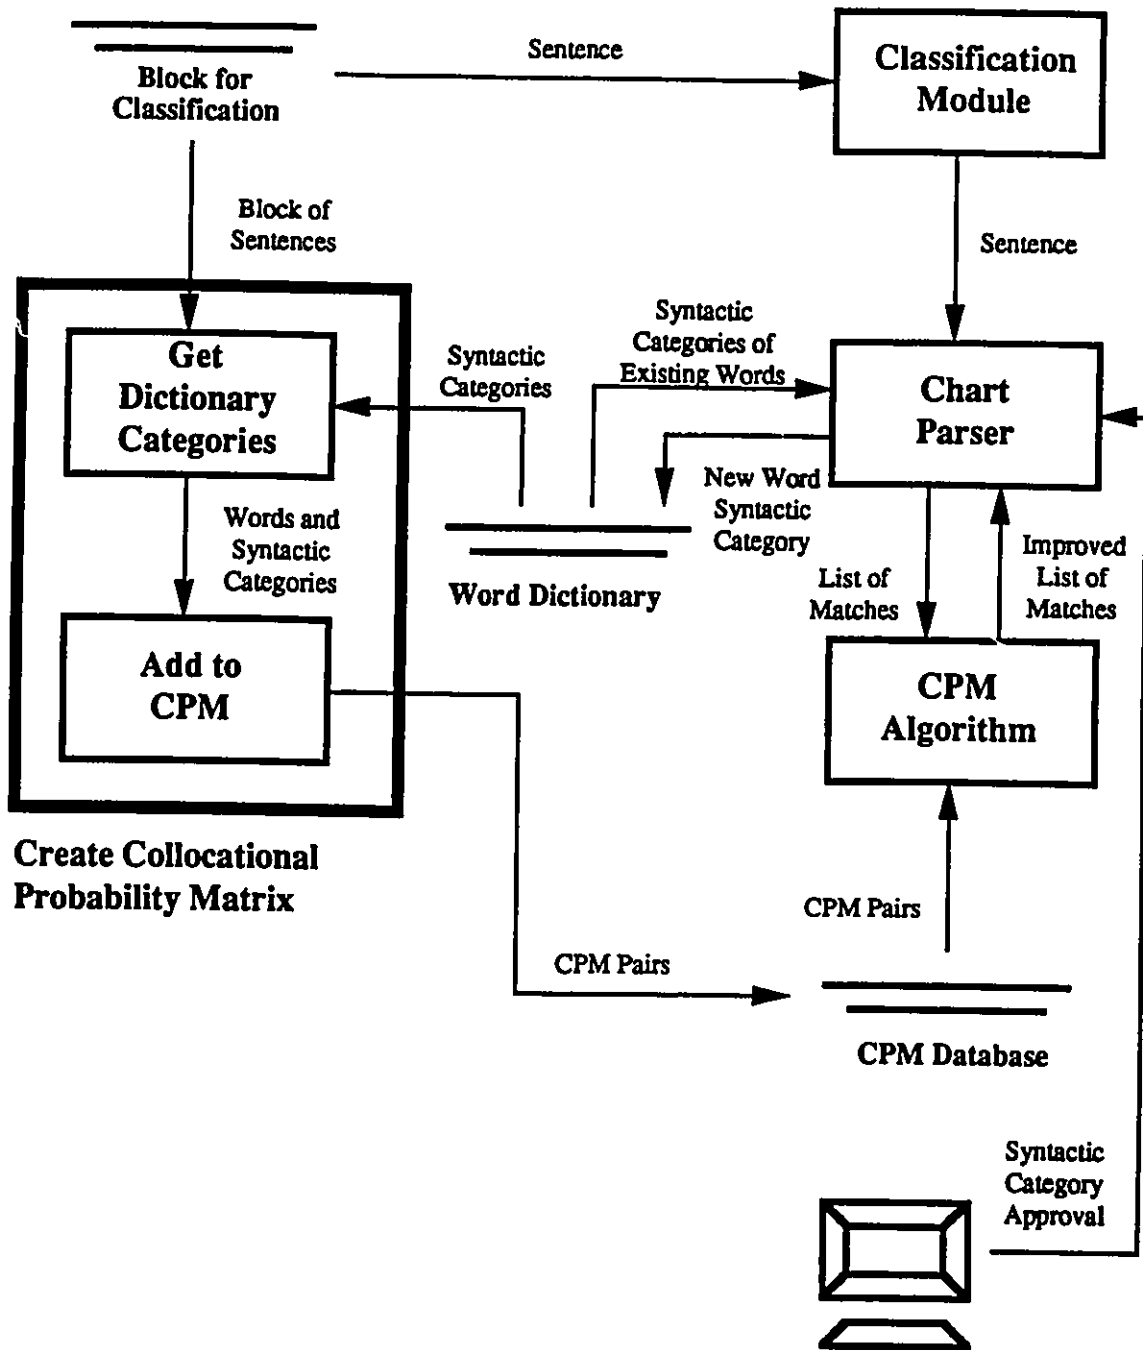 Sentence
Classification
Module
Block for
Classification
Block of
Sentences
Sentence
Get
Dictionary
Categories
Syntactic
Categories
Syntactic
Categories of
Existing Words
Chart
Parser
New Word
Syntactic
Category
Words and
Syntactic
Categories
Word Dictionary
List of
Matches
Improved
List of
Matches
Add to
CPM
CPM
Algorithm
Create Collocational
Probability Matrix
CPM Pairs
CPM Pairs
CPM Database
Syntactic
Category
Approval